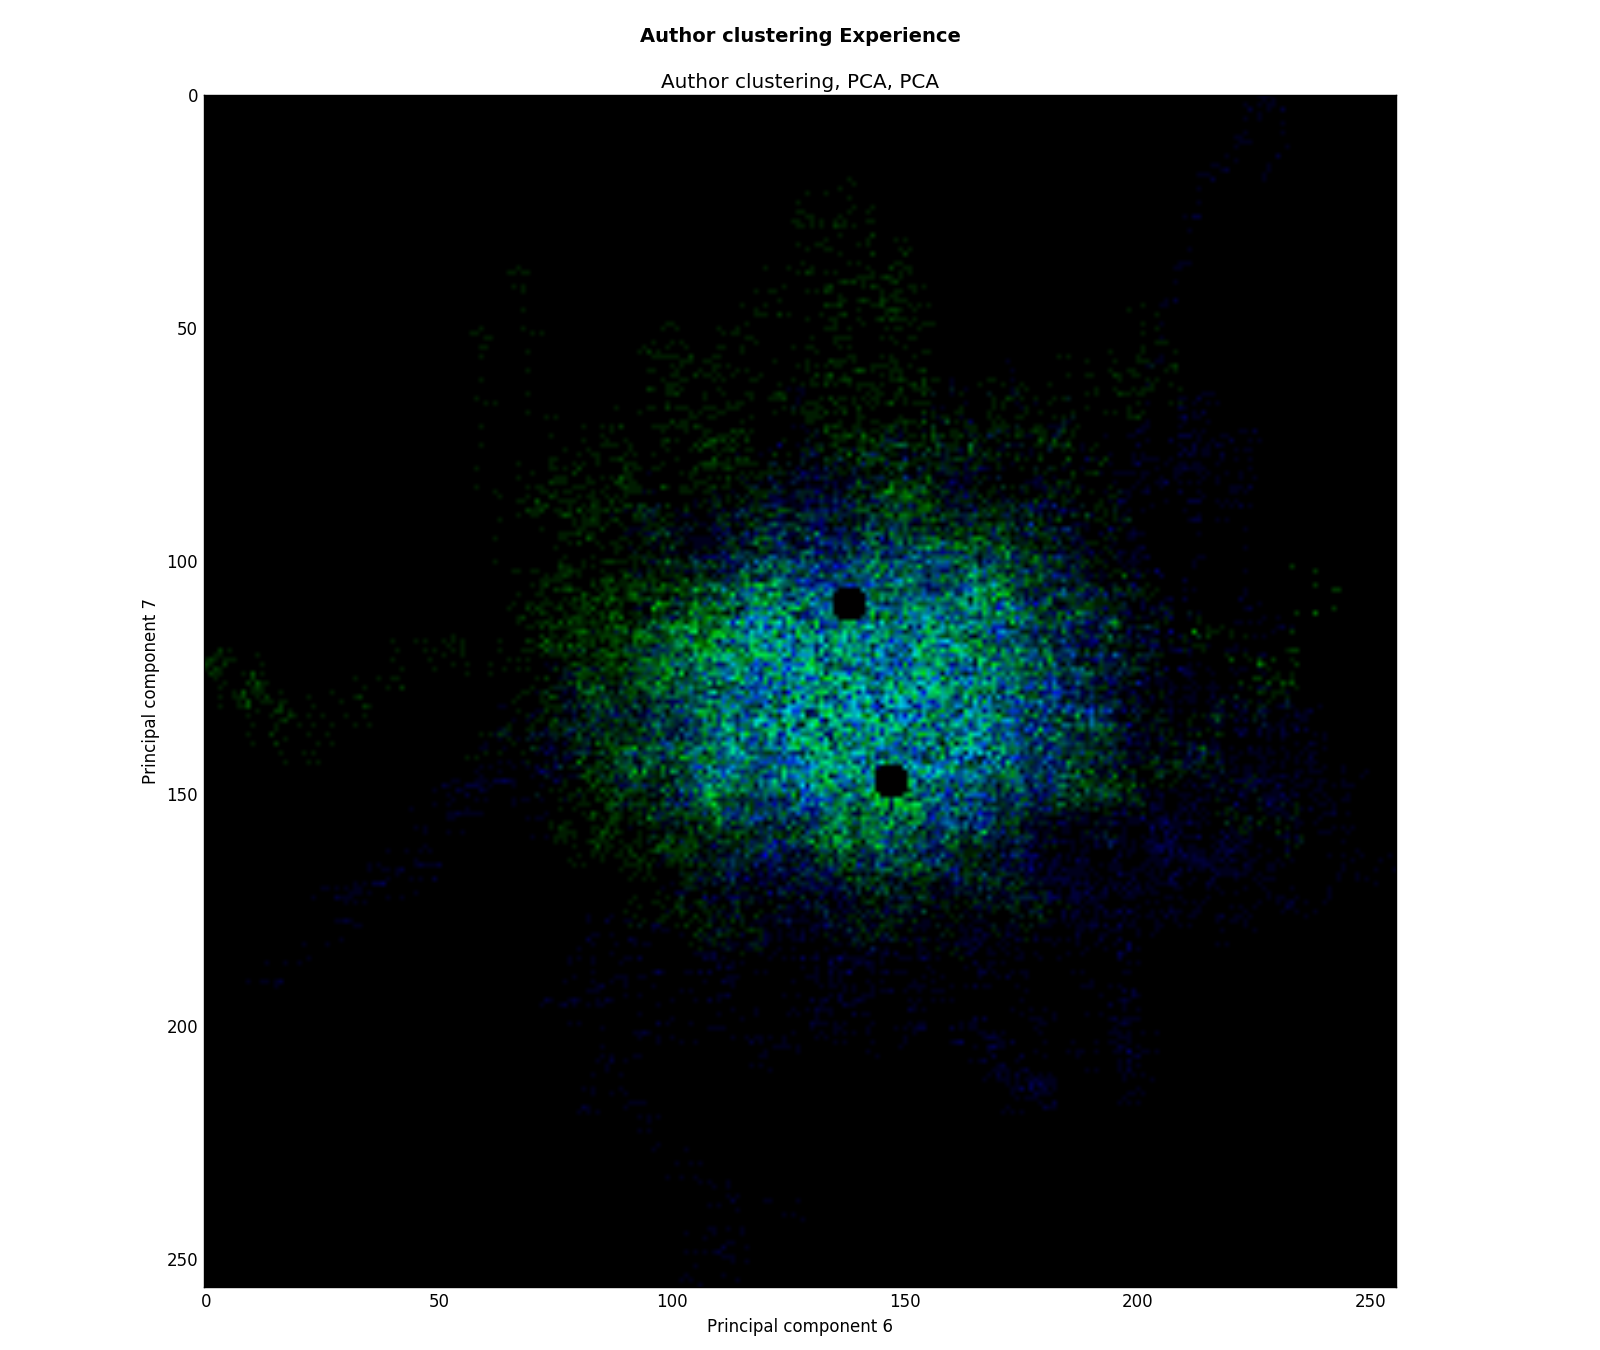 Author clustering Experience
Author clustering, PCA, PCA
0
50
100
150
200
250
Principal component 7
0 50 100 150 200 250
Principal component 6